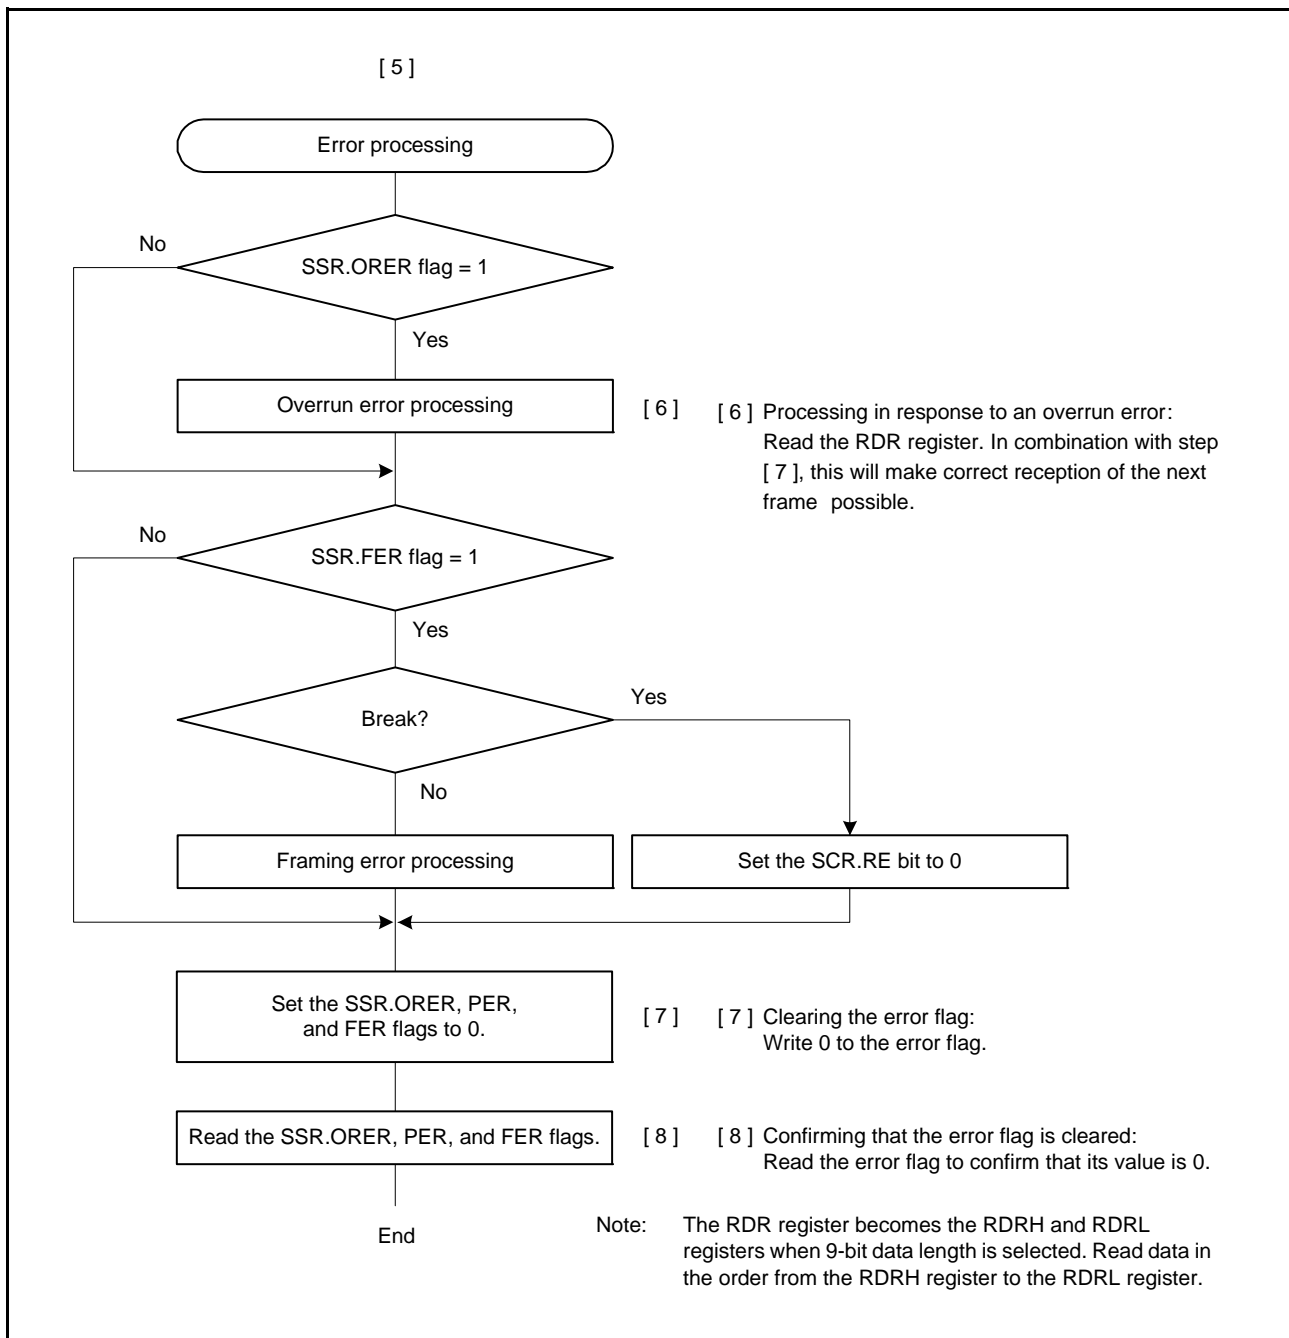 [ 5 ]
Error processing
No
SSR.ORER flag = 1
Yes
Overrun error processing
[ 6 ]
[ 6 ] Processing in response to an overrun error:
Read the RDR register. In combination with step
[ 7 ], this will make correct reception of the next
frame possible.
No
SSR.FER flag = 1
Yes
Break?
Yes
No
Framing error processing
Set the SCR.RE bit to 0
Set the SSR.ORER, PER,
and FER flags to 0.
[ 7 ]
[ 7 ] Clearing the error flag:
Write 0 to the error flag.
Read the SSR.ORER, PER, and FER flags.
[ 8 ]
[ 8 ] Confirming that the error flag is cleared:
Read the error flag to confirm that its value is 0.
End
Note: The RDR register becomes the RDRH and RDRL
registers when 9-bit data length is selected. Read data in
the order from the RDRH register to the RDRL register.